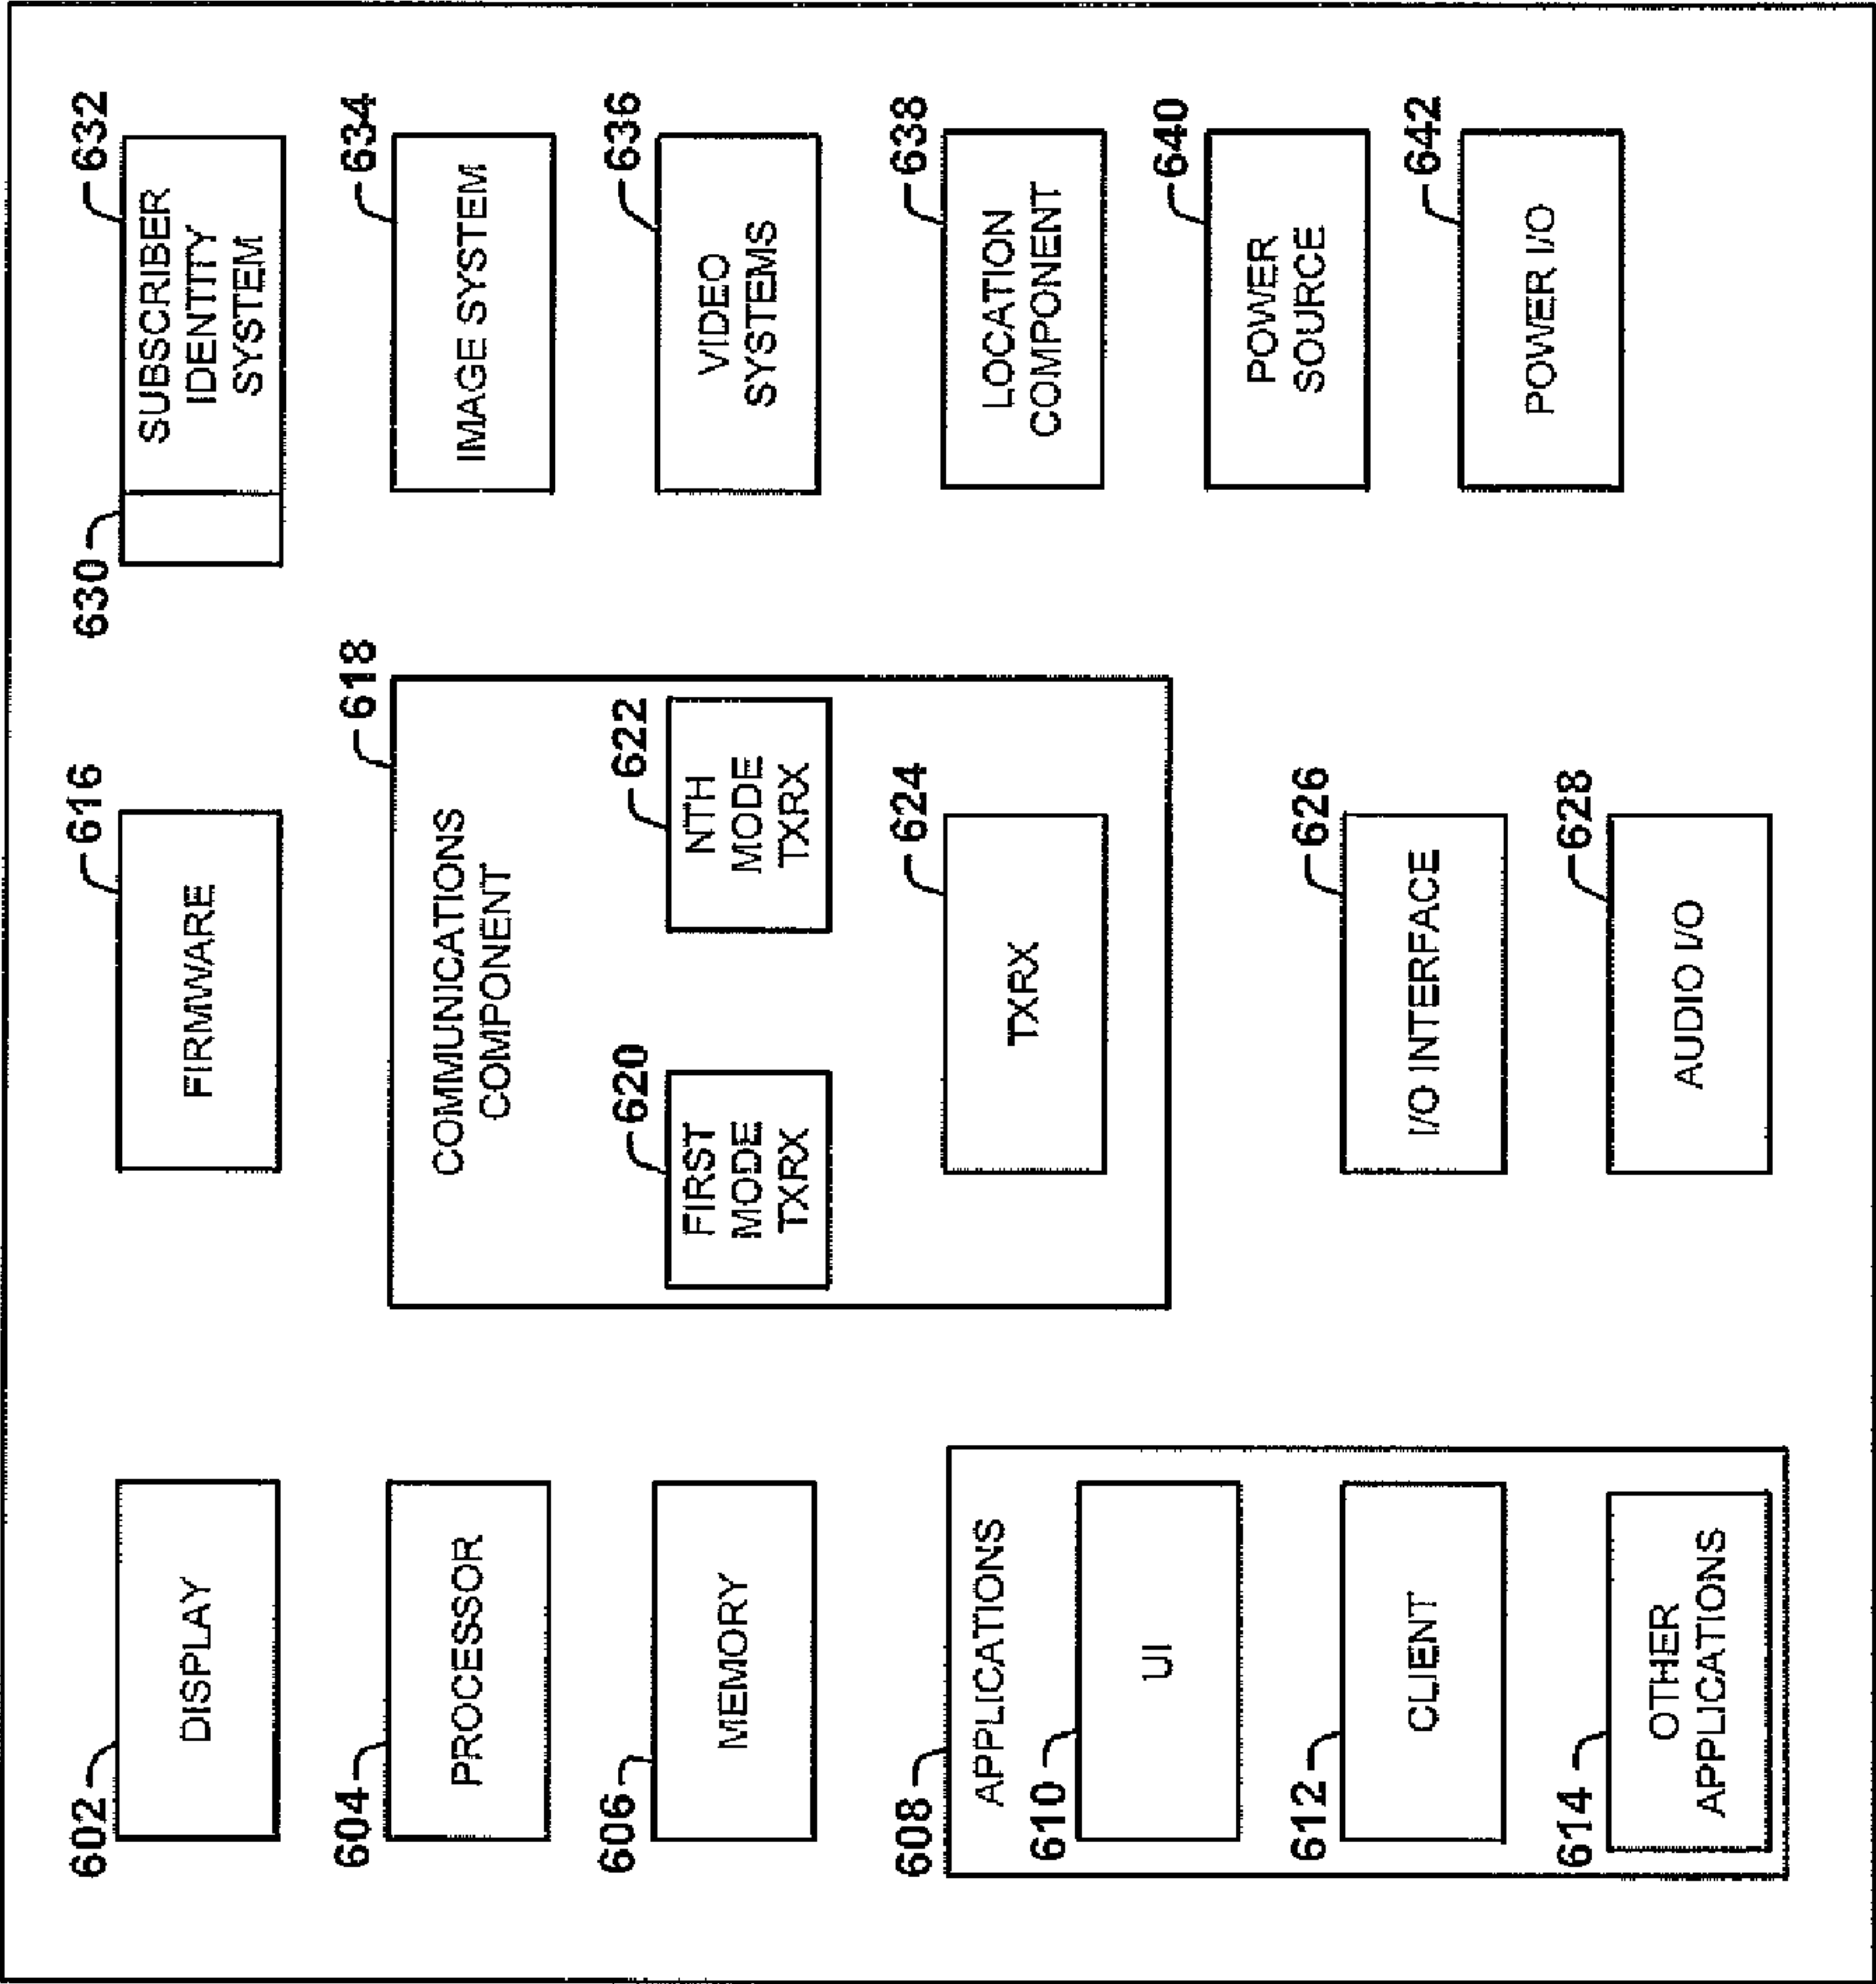 602
DISPLAY
604
PROCESSOR
606
MEMORY
608
APPLICATIONS
610
UI
612
CLIENT
614
OTHER
APPLICATIONS
616
FIRMWARE
618
COMMUNICATIONS
COMPONENT
620
FIRST
MODE
TXRX
622
NTH
MODE
TXRX
624
TXRX
626
I/O INTERFACE
628
AUDIO I/O
630
632
SUBSCRIBER
IDENTITY
SYSTEM
634
IMAGE SYSTEM
636
VIDEO
SYSTEMS
638
LOCATION
COMPONENT
640
POWER
SOURCE
642
POWER I/O